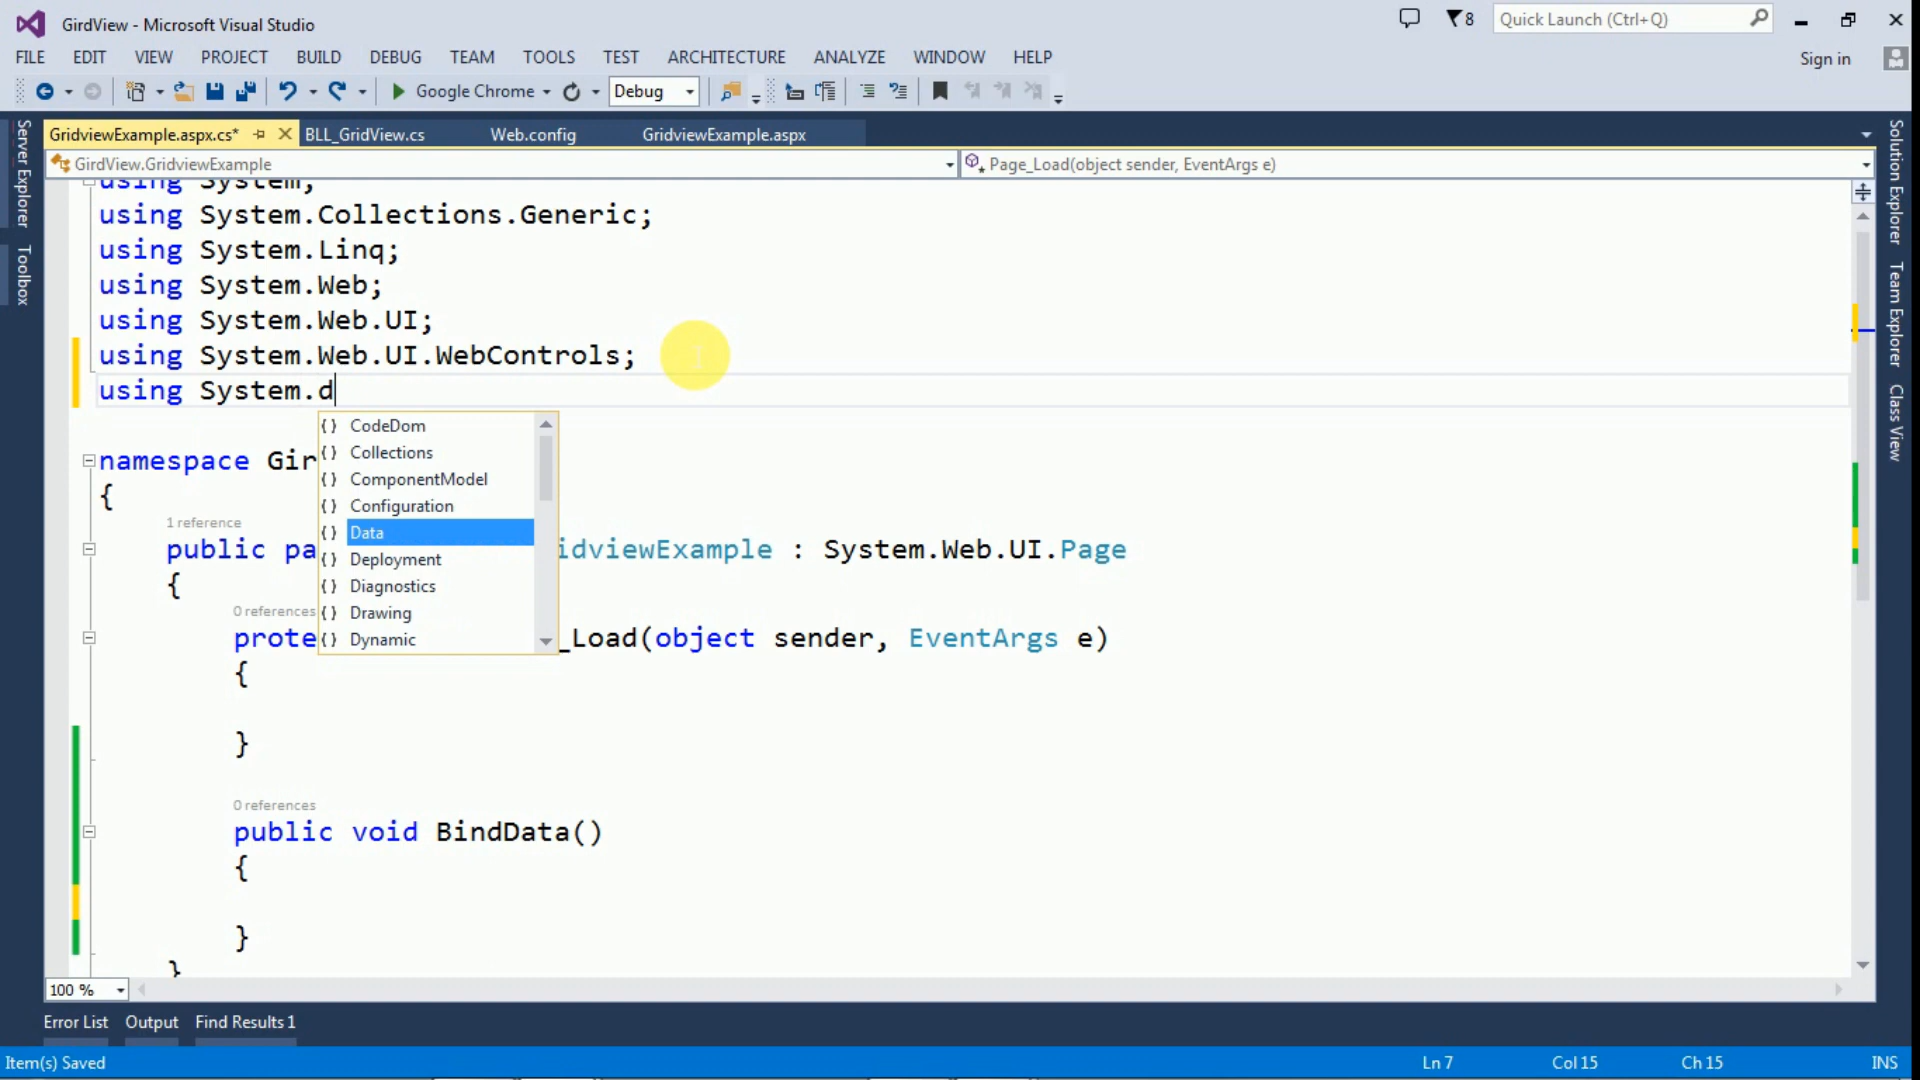 GirdView - Microsoft Visual Studio
8
Quick Launch (Ctrl+Q)
FILE EDIT VIEW PROJECT BUILD DEBUG TEAM TOOLS TEST ARCHITECTURE ANALYZE WINDOW HELP
Sign in
Google Chrome
Debug
GridviewExample.aspx.cs* BLL_GridView.cs Web.config GridviewExample.aspx
GirdView.GridviewExample
Page_Load(object sender, EventArgs e)
Server Explorer
Toolbox
Solution Explorer
Team Explorer
Class View
using System;
using System.Collections.Generic;
using System.Linq;
using System.Web;
using System.Web.UI;
using System.Web.UI.WebControls;
using System.d
{} CodeDom
{} Collections
{} ComponentModel
{} Configuration
{} Data
{} Deployment
{} Diagnostics
{} Drawing
{} Dynamic
namespace Gir
{
1 reference
public pa idviewExample : System.Web.UI.Page
{
0 references
prote _Load(object sender, EventArgs e)
{
}
0 references
public void BindData()
{
}
}
100 %
Error List Output Find Results 1
Item(s) Saved
Ln 7 Col 15 Ch 15 INS